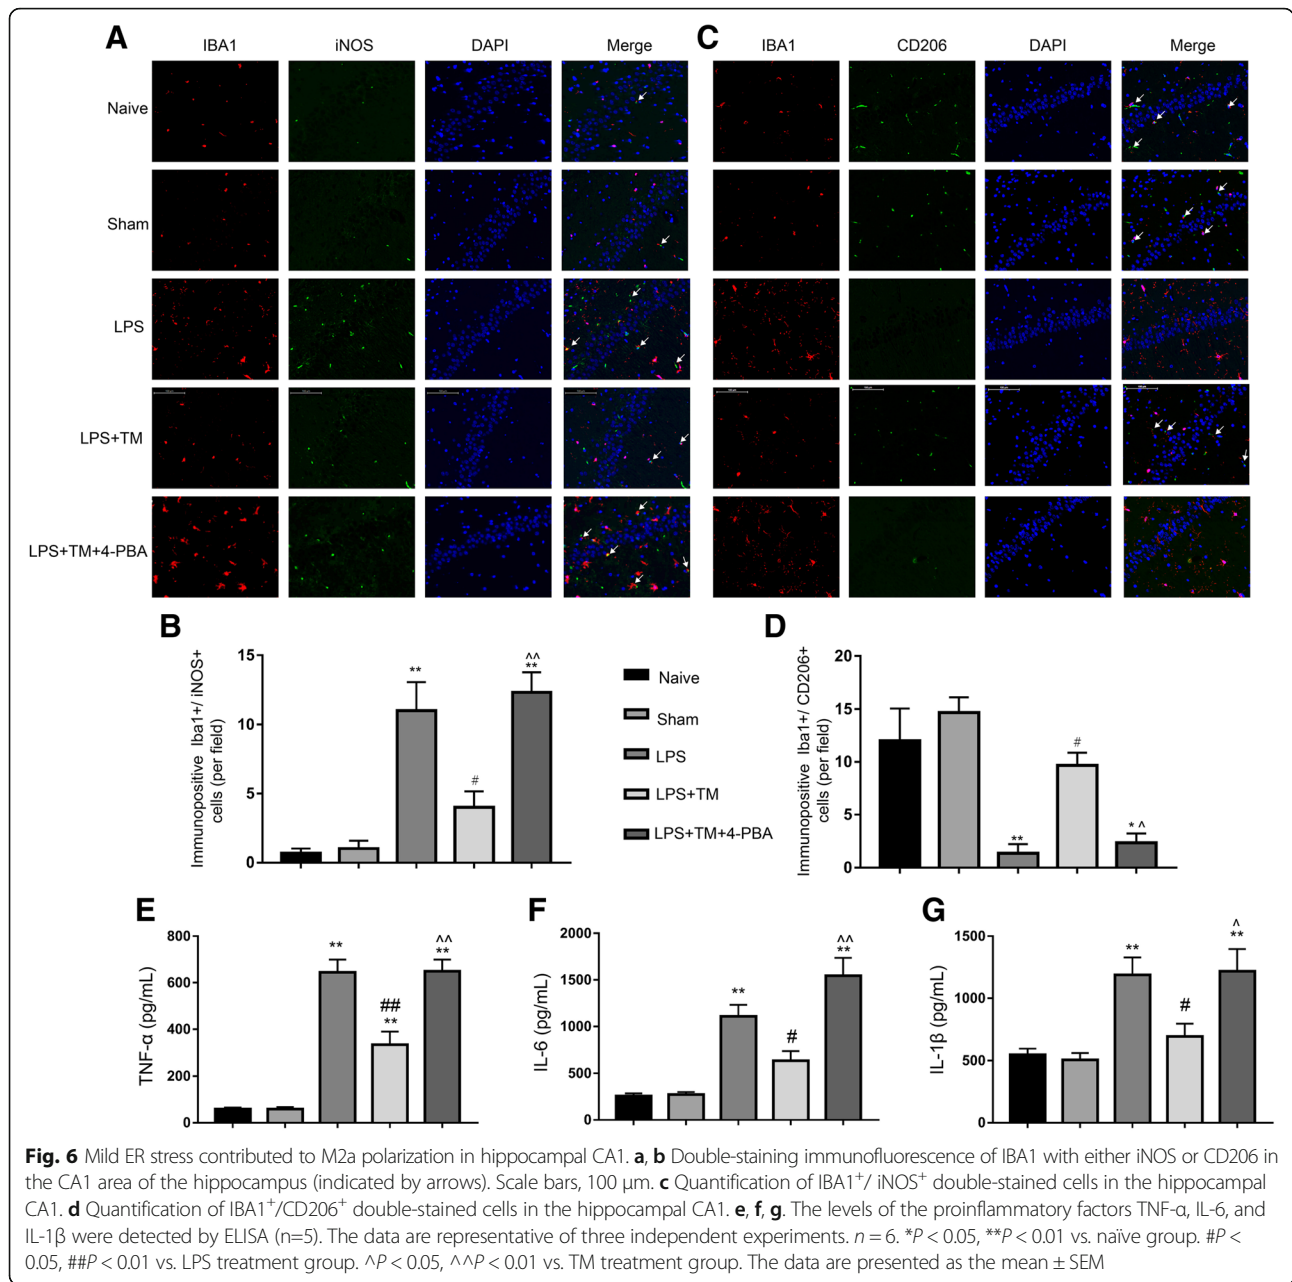 A
IBA1 iNOS DAPI Merge
C
IBA1 CD206 DAPI Merge
Naive
Sham
LPS
LPS+TM
LPS+TM+4-PBA
B
Immunopositive Iba1+/ iNOS+
cells (per field)
15
10
5
0
**
#
^^
**
Naive
Sham
LPS
LPS+TM
LPS+TM+4-PBA
D
Immunopositive Iba1+/ CD206+
cells (per field)
20
15
10
5
0
**
#
* ^
E
TNF-α (pg/mL)
800
600
400
200
0
**
##
**
^^
**
F
IL-6 (pg/mL)
2000
1500
1000
500
0
**
#
^^
**
G
IL-1β (pg/mL)
1500
1000
500
0
**
#
^
**
Fig. 6 Mild ER stress contributed to M2a polarization in hippocampal CA1. a, b Double-staining immunofluorescence of IBA1 with either iNOS or CD206 in
the CA1 area of the hippocampus (indicated by arrows). Scale bars, 100 μm. c Quantification of IBA1+/ iNOS+ double-stained cells in the hippocampal
CA1. d Quantification of IBA1+/CD206+ double-stained cells in the hippocampal CA1. e, f, g. The levels of the proinflammatory factors TNF-α, IL-6, and
IL-1β were detected by ELISA (n=5). The data are representative of three independent experiments. n = 6. *P < 0.05, **P < 0.01 vs. naïve group. #P <
0.05, ##P < 0.01 vs. LPS treatment group. ^P < 0.05, ^^P < 0.01 vs. TM treatment group. The data are presented as the mean ± SEM